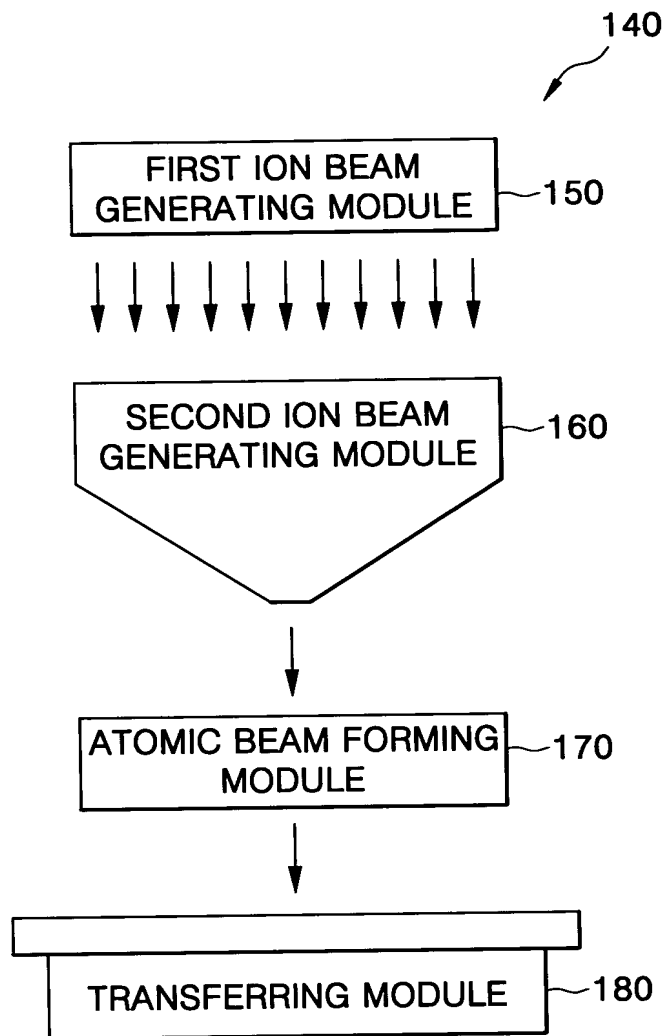 140
FIRST ION BEAM
GENERATING MODULE
150
SECOND ION BEAM
GENERATING MODULE
160
ATOMIC BEAM FORMING
MODULE
170
TRANSFERRING MODULE
180